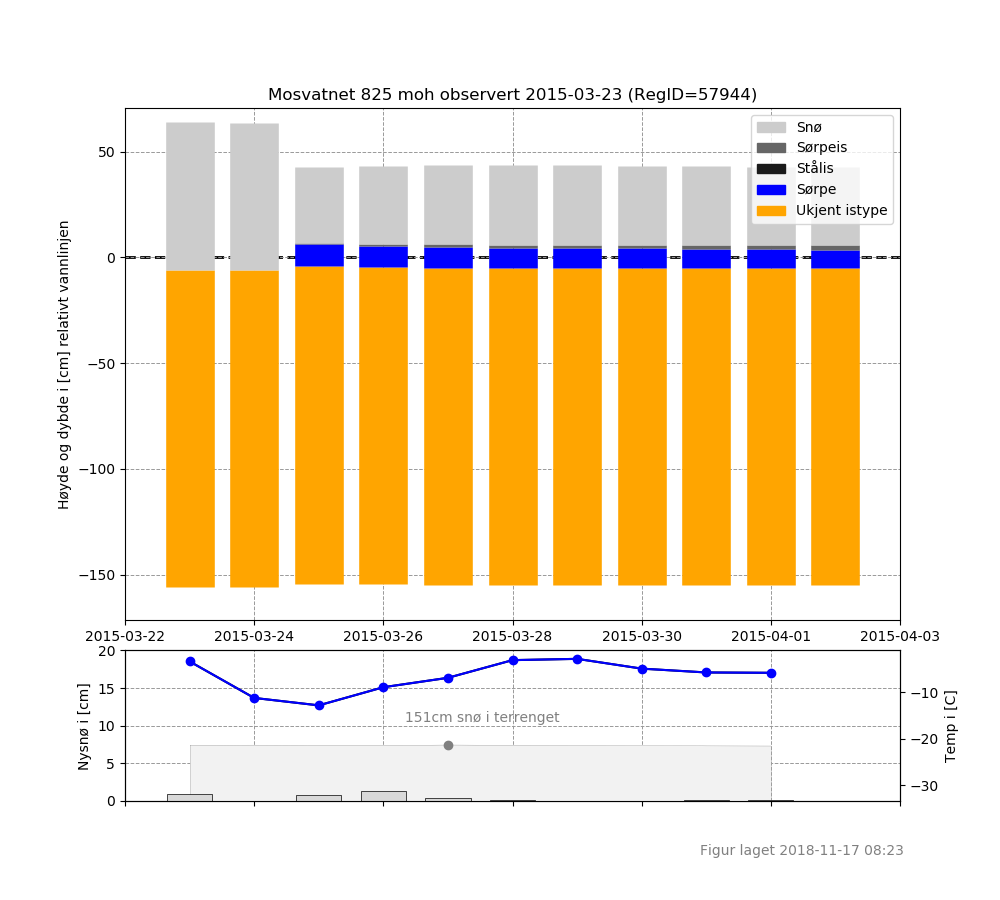 Mosvatnet 825 moh observert 2015-03-23 (RegID=57944)
Snø
Sørpeis
Stålis
Sørpe
Ukjent istype
Høyde og dybde i [cm] relativt vannlinjen
50
0
−50
−100
−150
2015-03-22 2015-03-24 2015-03-26 2015-03-28 2015-03-30 2015-04-01 2015-04-03
Nysnø i [cm]
20
15
10
5
0
151cm snø i terrenget
−10
−20
−30
Temp i [C]
Figur laget 2018-11-17 08:23